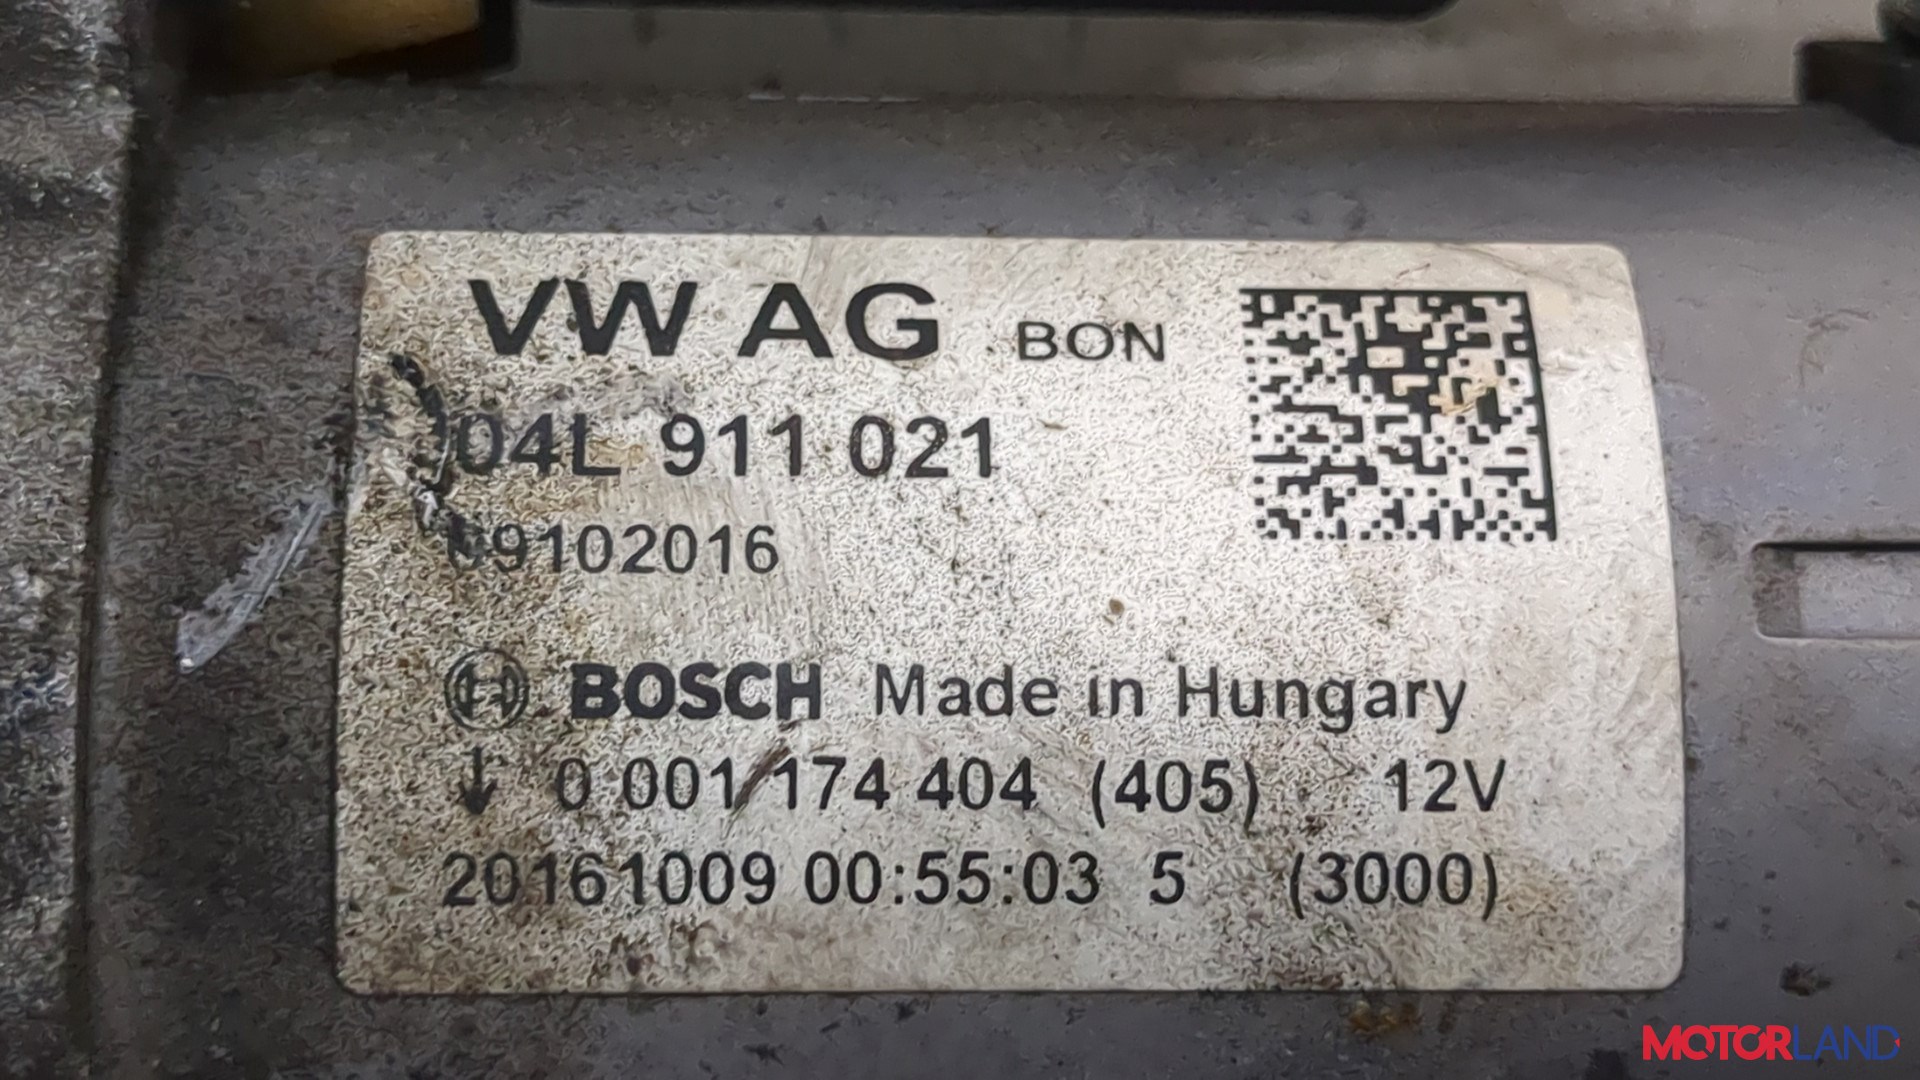 VW AG BON
04L 911 021
09102016
BOSCH Made in Hungary
↓ 0 001 174 404 (405) 12V
20161009 00:55:03 5 (3000)
MOTORLAND